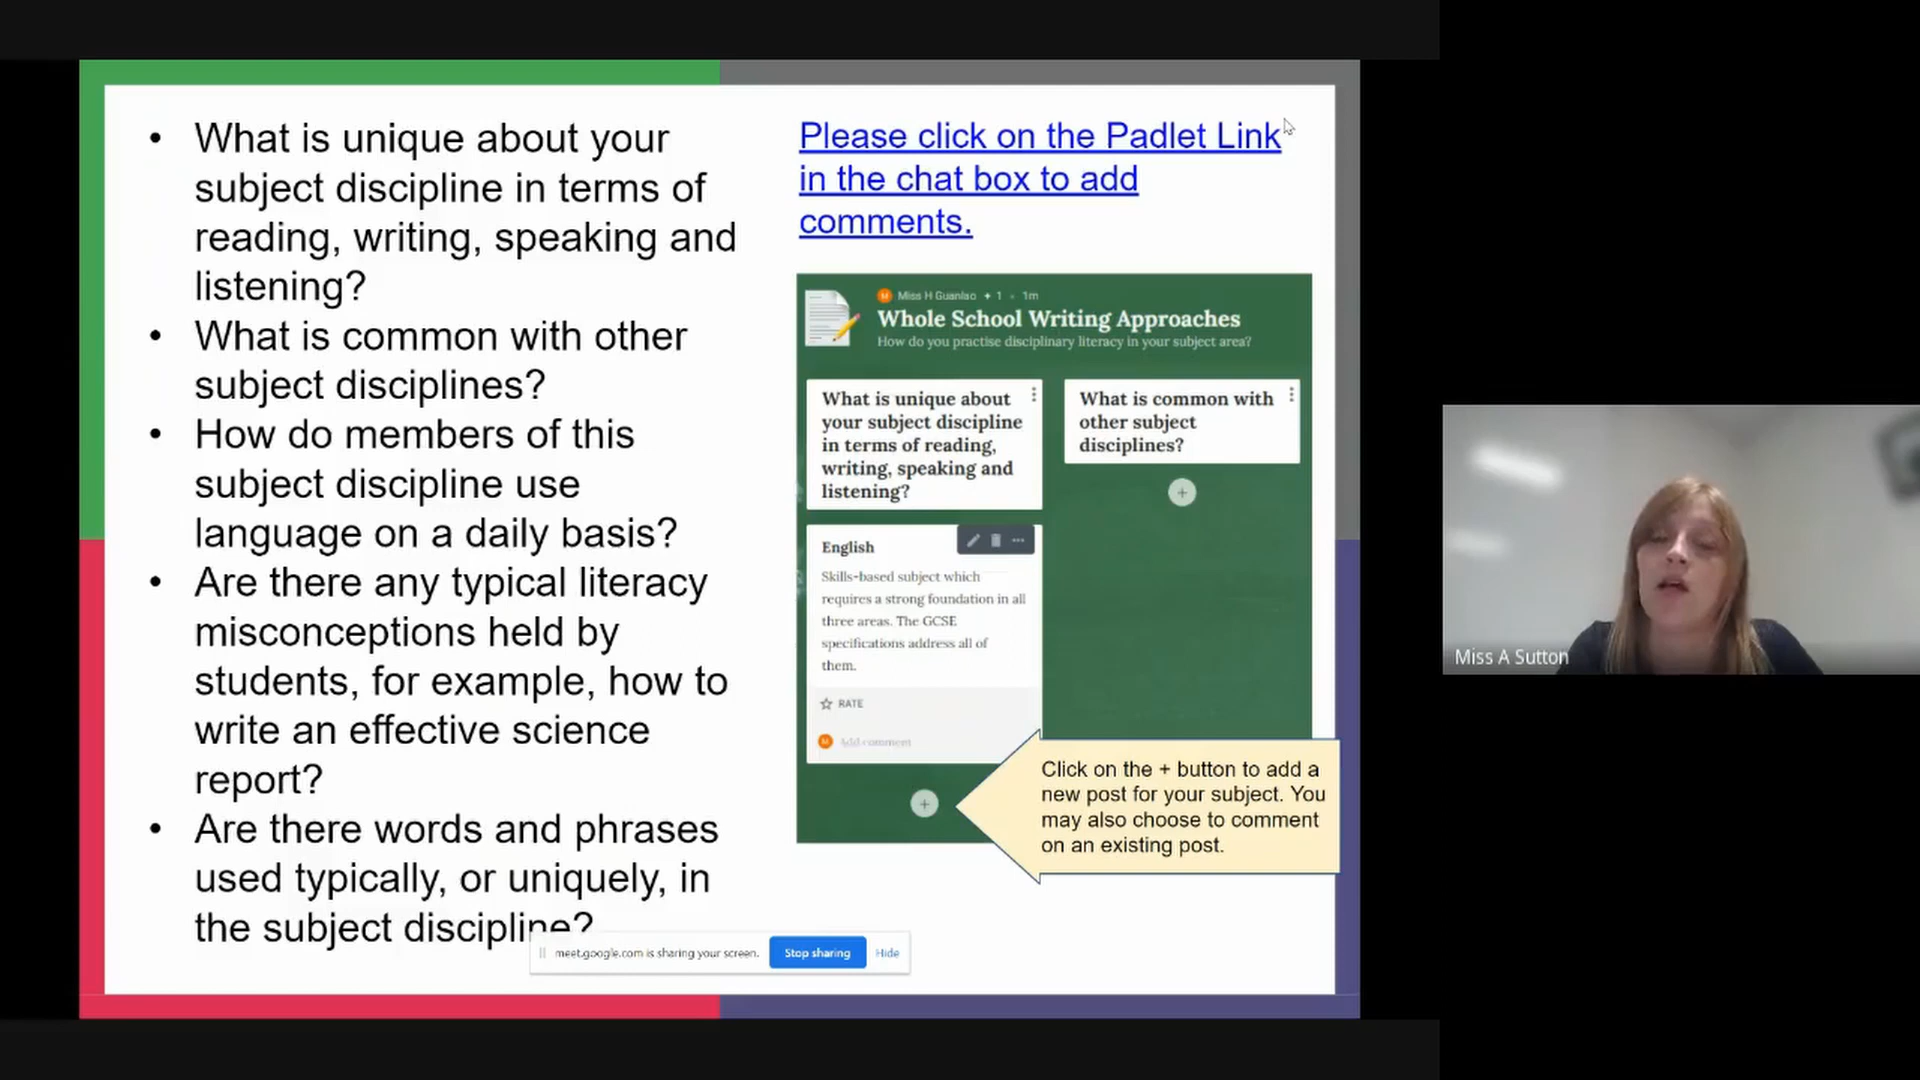 • What is unique about your
subject discipline in terms of
reading, writing, speaking and
listening?
• What is common with other
subject disciplines?
• How do members of this
subject discipline use
language on a daily basis?
• Are there any typical literacy
misconceptions held by
students, for example, how to
write an effective science
report?
• Are there words and phrases
used typically, or uniquely, in
the subject discipline?
Please click on the Padlet Link
in the chat box to add
comments.
M Miss H Guanlao + 1 • 1m
Whole School Writing Approaches
How do you practise disciplinary literacy in your subject area?
What is unique about
your subject discipline
in terms of reading,
writing, speaking and
listening?
What is common with
other subject
disciplines?
English
Skills-based subject which
requires a strong foundation in all
three areas. The GCSE
specifications address all of
them.
RATE
M Add comment
Click on the + button to add a
new post for your subject. You
may also choose to comment
on an existing post.
meet.google.com is sharing your screen. Stop sharing Hide
Miss A Sutton